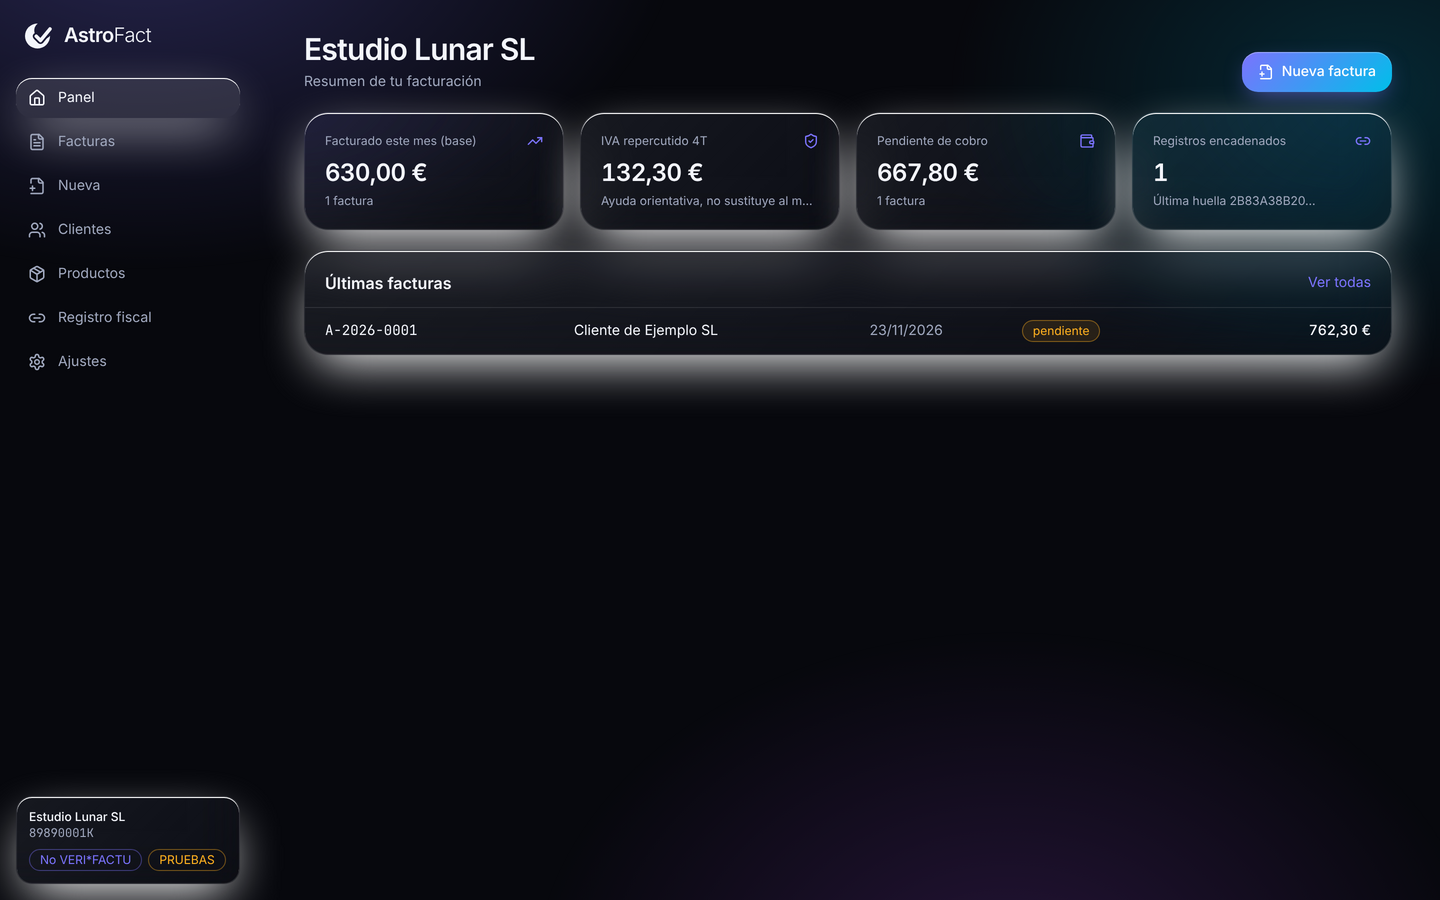 AstroFact
Panel
Facturas
Nueva
Clientes
Productos
Registro fiscal
Ajustes
Estudio Lunar SL
89890001K
No VERI*FACTU
PRUEBAS
Estudio Lunar SL
Resumen de tu facturación
Nueva factura
Facturado este mes (base)
630,00 €
1 factura
IVA repercutido 4T
132,30 €
Ayuda orientativa, no sustituye al m...
Pendiente de cobro
667,80 €
1 factura
Registros encadenados
1
Última huella 2B83A38B20...
Últimas facturas
Ver todas
A-2026-0001 Cliente de Ejemplo SL 23/11/2026 pendiente 762,30 €